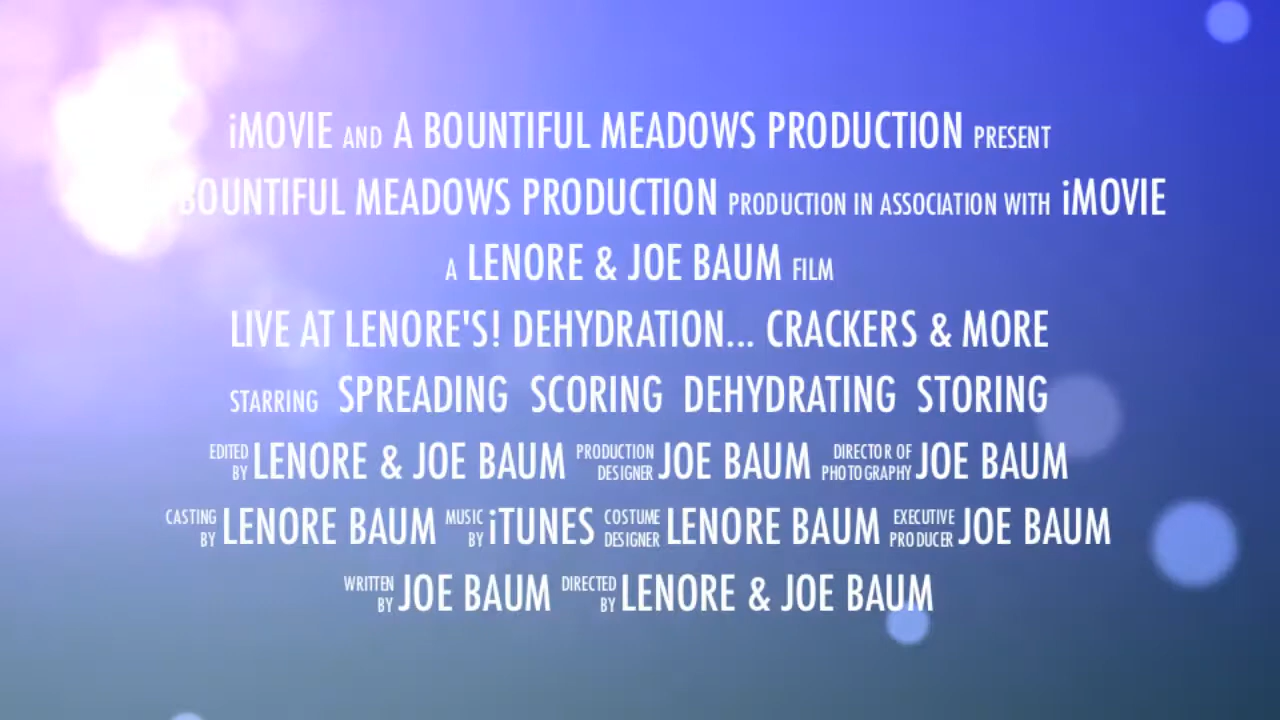 iMOVIE AND A BOUNTIFUL MEADOWS PRODUCTION PRESENT
BOUNTIFUL MEADOWS PRODUCTION PRODUCTION IN ASSOCIATION WITH iMOVIE
A LENORE & JOE BAUM FILM
LIVE AT LENORE'S! DEHYDRATION... CRACKERS & MORE
STARRING SPREADING SCORING DEHYDRATING STORING
EDITED BY LENORE & JOE BAUM PRODUCTION DESIGNER JOE BAUM DIRECTOR OF PHOTOGRAPHY JOE BAUM
CASTING BY LENORE BAUM MUSIC BY iTUNES COSTUME DESIGNER LENORE BAUM EXECUTIVE PRODUCER JOE BAUM
WRITTEN BY JOE BAUM DIRECTED BY LENORE & JOE BAUM